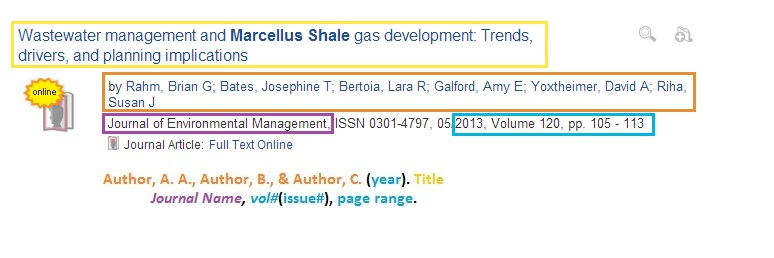 Wastewater management and Marcellus Shale gas development: Trends,
drivers, and planning implications
online
by Rahm, Brian G; Bates, Josephine T; Bertoia, Lara R; Galford, Amy E; Yoxtheimer, David A; Riha,
Susan J
Journal of Environmental Management, ISSN 0301-4797, 05/2013, Volume 120, pp. 105 - 113
Journal Article: Full Text Online
Author, A. A., Author, B., & Author, C. (year). Title
Journal Name, vol#(issue#), page range.